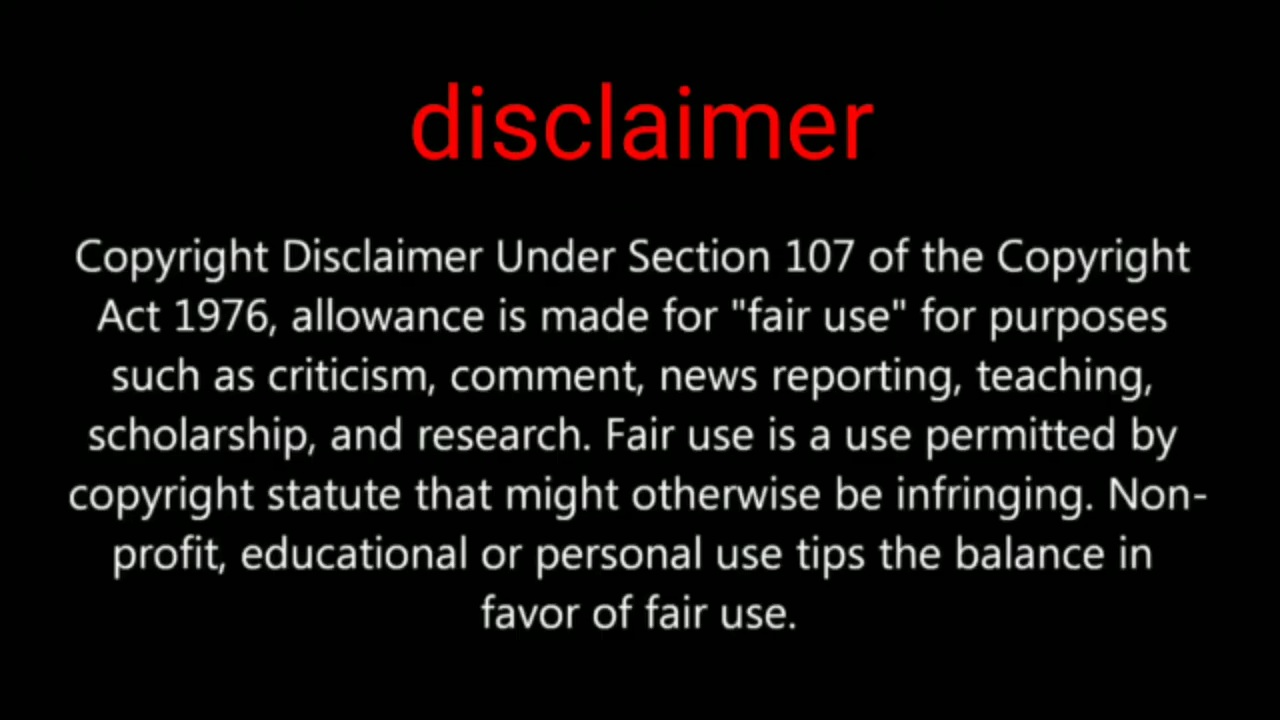 disclaimer
Copyright Disclaimer Under Section 107 of the Copyright
Act 1976, allowance is made for "fair use" for purposes
such as criticism, comment, news reporting, teaching,
scholarship, and research. Fair use is a use permitted by
copyright statute that might otherwise be infringing. Non-
profit, educational or personal use tips the balance in
favor of fair use.